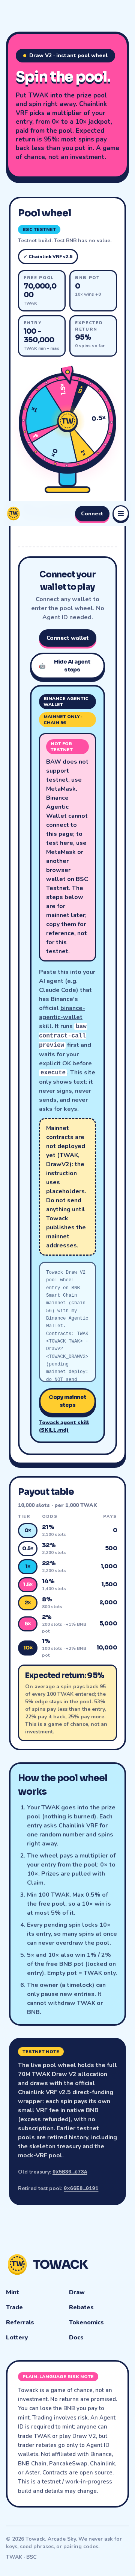 Draw V2 · instant pool wheel
Spin the pool.
Put TWAK into the prize pool
and spin right away. Chainlink
VRF picks a multiplier of your
entry, from 0× to a 10× jackpot,
paid from the pool. Expected
return is 95%: most spins pay
back less than you put in. A game
of chance, not an investment.
Pool wheel
BSC TESTNET
Testnet build. Test BNB has no value.
✓ Chainlink VRF v2.5
FREE POOL
70,000,0
00
TWAK
BNB POT
0
10× wins +
ENTRY
100 –
350,000
TWAK min – max
EXPECTED
RETURN
95%
0 spins so far
0.5×
TW
Connect
Connect your
wallet to play
Connect any wallet to
enter the pool wheel. No
Agent ID needed.
Connect wallet
Hide AI agent
steps
BINANCE AGENTIC
WALLET
MAINNET ONLY ·
CHAIN 56
NOT FOR
TESTNET
BAW does not
support
testnet, use
MetaMask.
Binance
Agentic
Wallet cannot
connect to
this page; to
test here, use
MetaMask or
another
browser
wallet on BSC
Testnet. The
steps below
are for
mainnet later;
copy them for
reference, not
for this
testnet.
Paste this into your
AI agent (e.g.
Claude Code) that
has Binance's
official binance-
agentic-wallet
skill. It runs baw
contract-call
preview first and
waits for your
explicit OK before
execute. This site
only shows text: it
never signs, never
sends, and never
asks for keys.
Mainnet
contracts are
not deployed
yet (TWAK,
DrawV2); the
instruction
uses
placeholders.
Do not send
anything until
Towack
publishes the
mainnet
addresses.
Towack Draw V2
pool wheel
entry on BNB
Smart Chain
mainnet (chain
56) with my
Binance Agentic
Wallet.
Contracts: TWAK
<TOWACK_TWAK> -
DrawV2
<TOWACK_DRAWV2>
(pending
mainnet deploy:
do NOT send
Copy mainnet
steps
Towack agent skill
(SKILL.md)
Payout table
10,000 slots · per 1,000 TWAK
TIER ODDS PAYS
0× 21% 0
2,100 slots
0.5× 32% 500
3,200 slots
1× 22% 1,000
2,200 slots
1.5× 14% 1,500
1,400 slots
2× 8% 2,000
800 slots
5× 2% 5,000
200 slots · +1% BNB
pot
10× 1% 10,000
100 slots · +2% BNB
pot
Expected return: 95%
On average a spin pays back 95
of every 100 TWAK entered; the
5% edge stays in the pool. 53%
of spins pay less than the entry,
22% pay it back, 25% pay more.
This is a game of chance, not an
investment.
How the pool wheel
works
1. Your TWAK goes into the prize
pool (nothing is burned). Each
entry asks Chainlink VRF for
one random number and spins
right away.
2. The wheel pays a multiplier of
your entry from the pool: 0× to
10×. Prizes are pulled with
Claim.
3. Min 100 TWAK. Max 0.5% of
the free pool, so a 10× win is
at most 5% of it.
4. Every pending spin locks 10×
its entry, so many spins at once
can never overdraw the pool.
5. 5× and 10× also win 1% / 2%
of the free BNB pot (locked on
entry). Empty pot = TWAK only.
6. The owner (a timelock) can
only pause new entries. It
cannot withdraw TWAK or
BNB.
TESTNET NOTE
The live pool wheel holds the full
70M TWAK Draw V2 allocation
and draws with the official
Chainlink VRF v2.5 direct-funding
wrapper: each spin pays its own
small VRF fee in native BNB
(excess refunded), with no
subscription. Earlier test pools
are retired history, including
the skeleton treasury and the
mock-VRF pool.
TOWACK
Mint
Draw
Trade
Rebates
Referrals
Tokenomics
Lottery
Docs
PLAIN-LANGUAGE RISK NOTE
Towack is a game of chance, not an
investment. No returns are promised.
You can lose the BNB you pay to
mint. Trading involves risk. An Agent
ID is required to mint; anyone can
trade TWAK or play Draw V2, but
only Agent ID wallets get rebates.
Not affiliated with Binance,
BNB Chain, PancakeSwap, Chainlink,
or Aster. Contracts are open source.
This is a testnet / work-in-progress
build and details may change.
© 2026 Towack. Arcade Sky. We never ask for
keys, seed phrases, or pairing codes.
TWAK · BSC